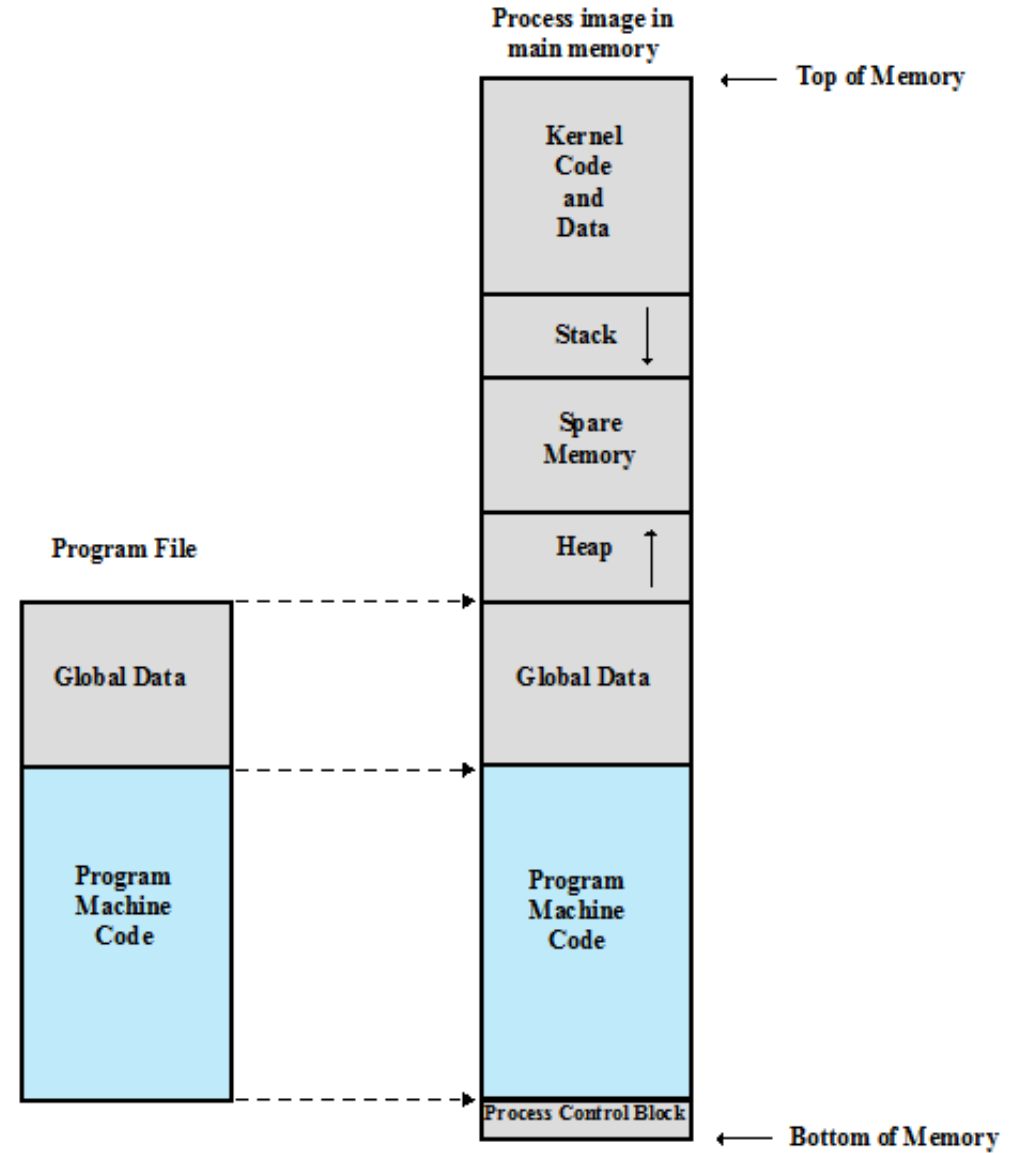 Process image in
main memory
Top of Memory
Kernel
Code
and
Data
Stack
Spare
Memory
Heap
Program File
Global Data
Global Data
Program
Machine
Code
Program
Machine
Code
Process Control Block
Bottom of Memory